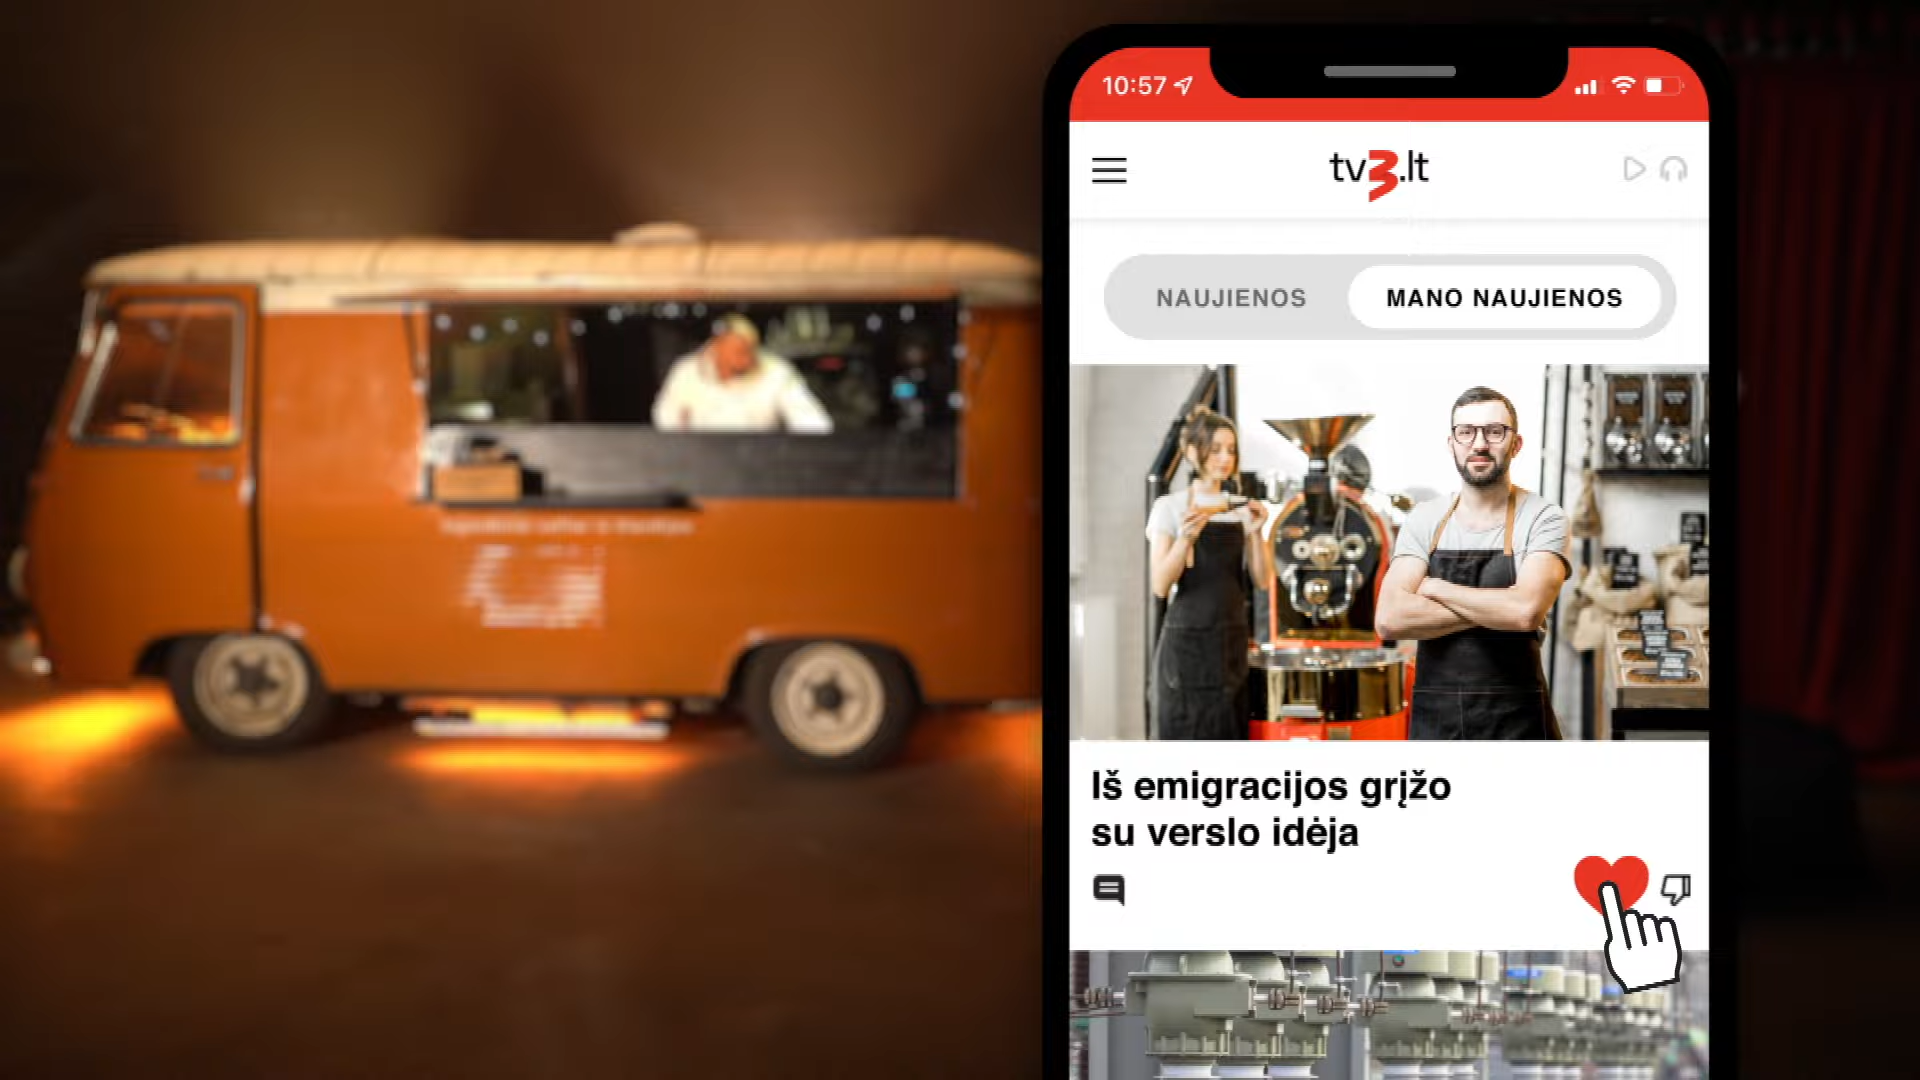 10:57
tv3.lt
NAUJIENOS
MANO NAUJIENOS
Iš emigracijos grįžo
su verslo idėja